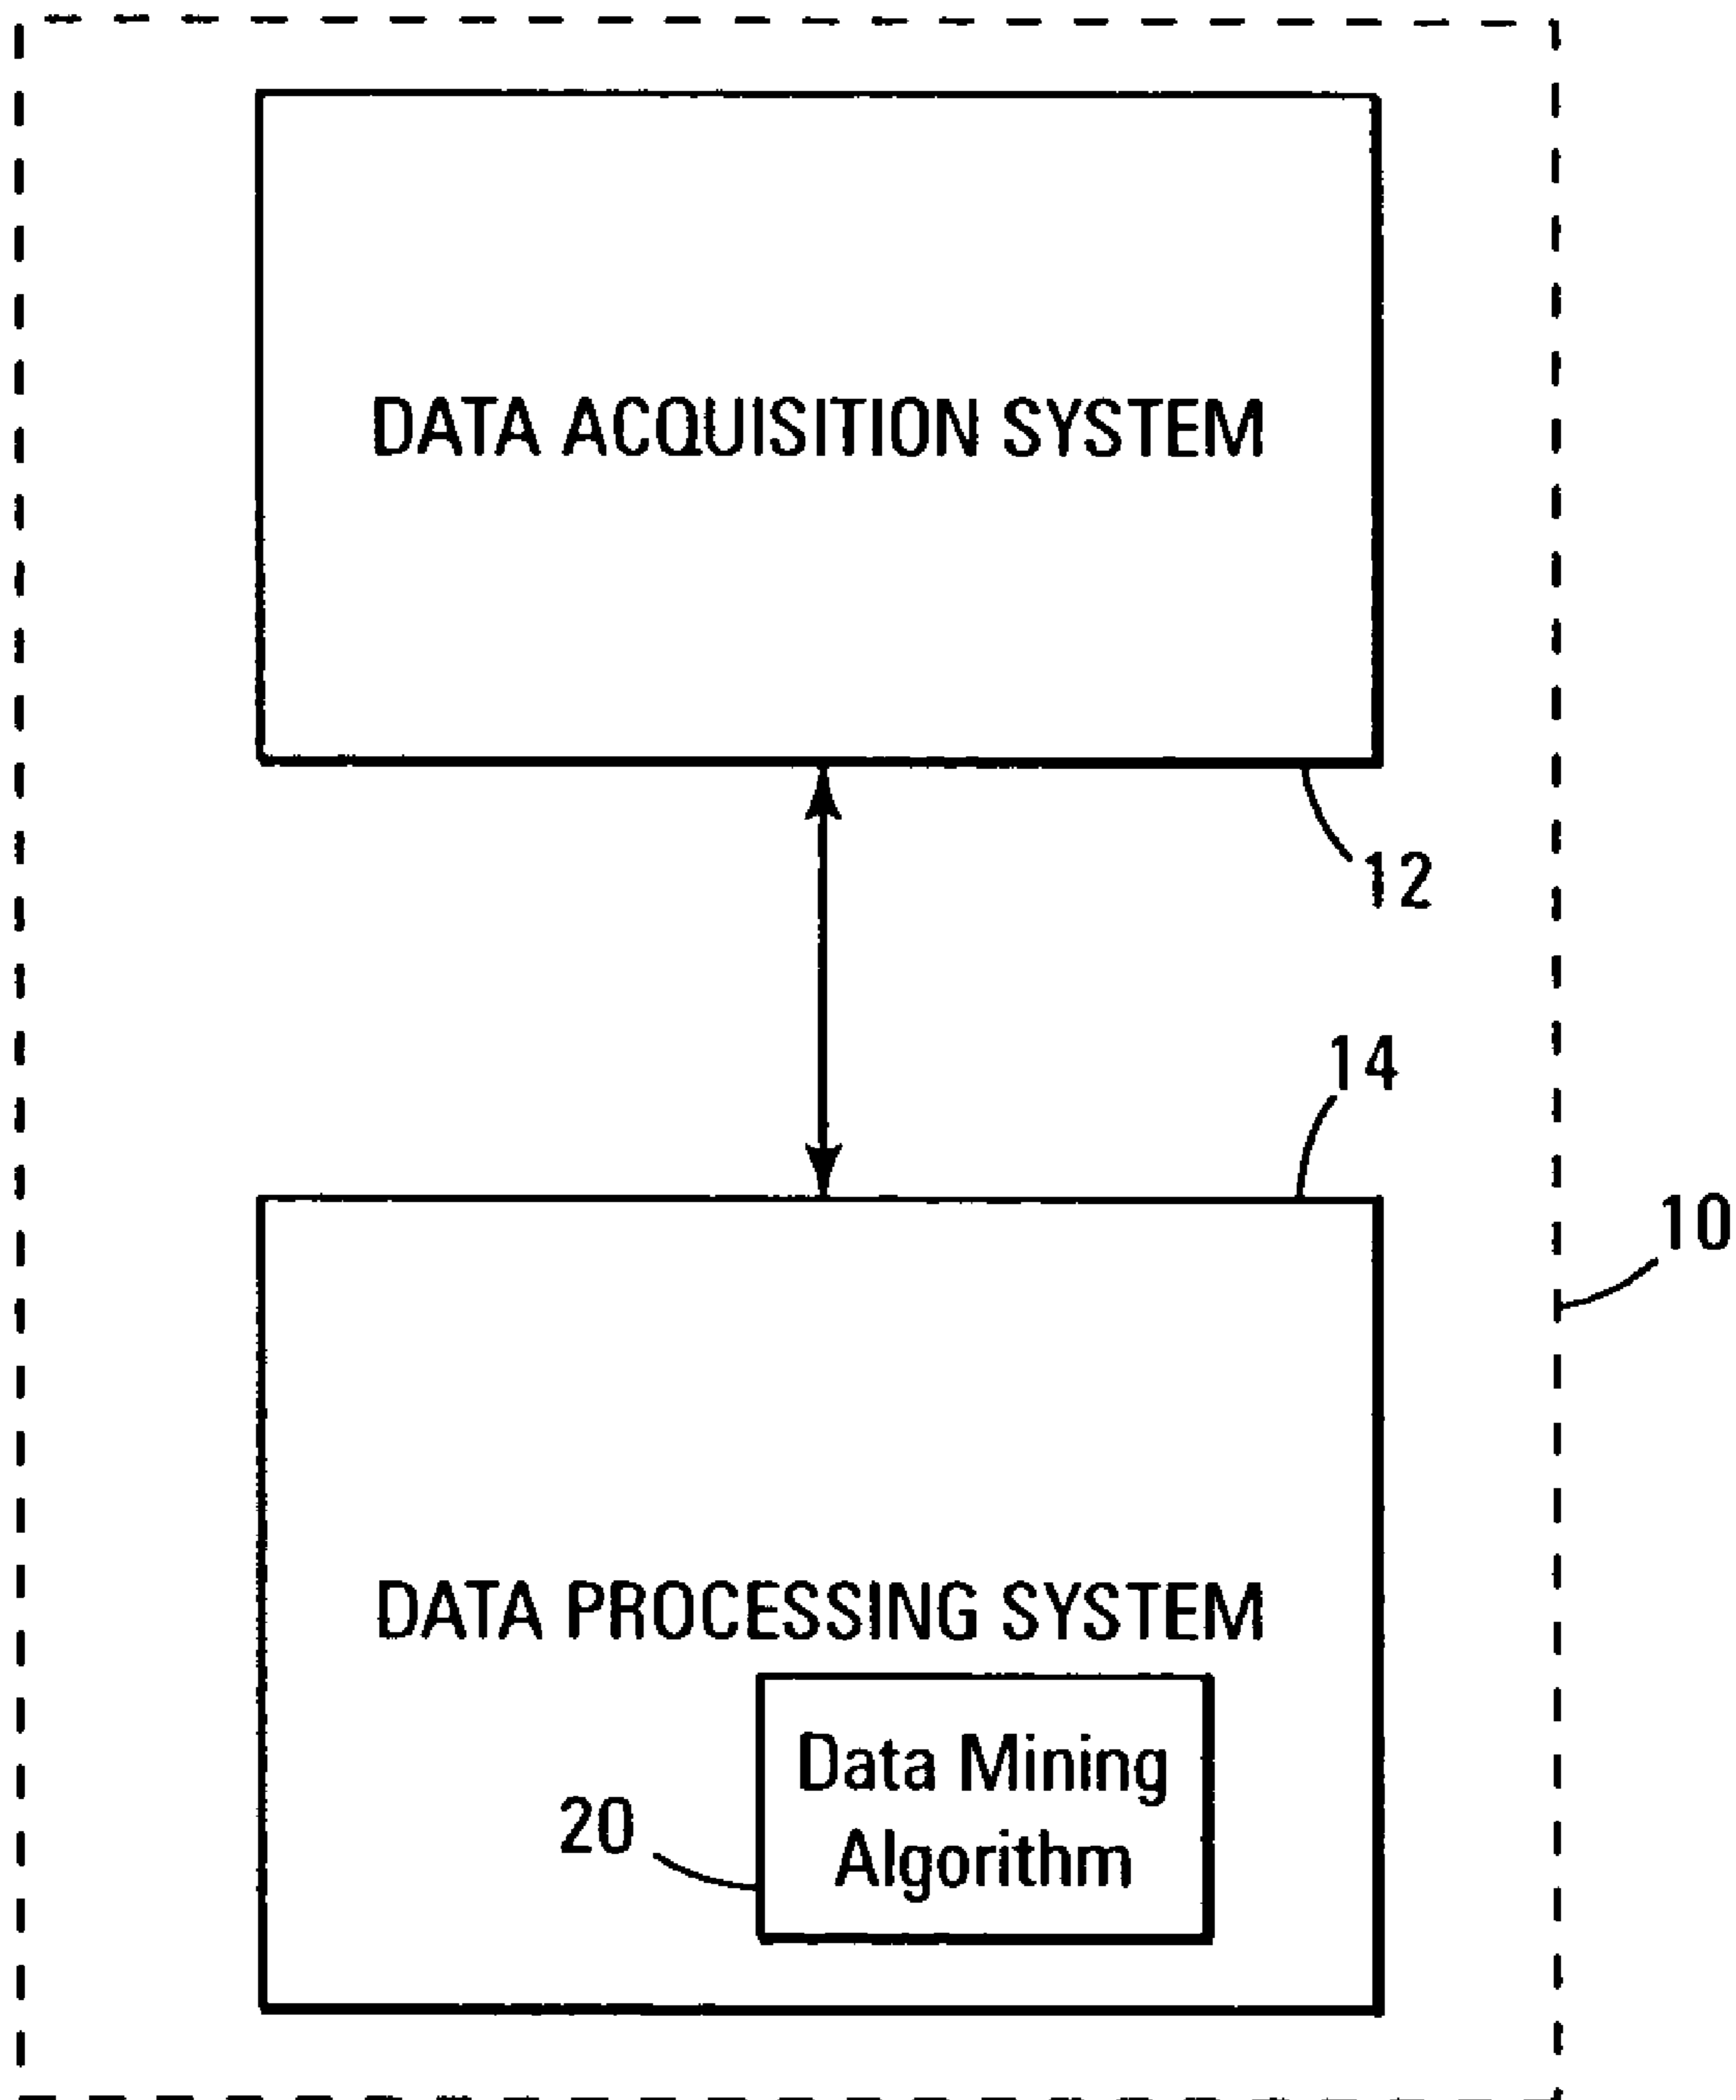 DATA ACQUISITION SYSTEM
12
14
10
DATA PROCESSING SYSTEM
Data Mining
Algorithm
20